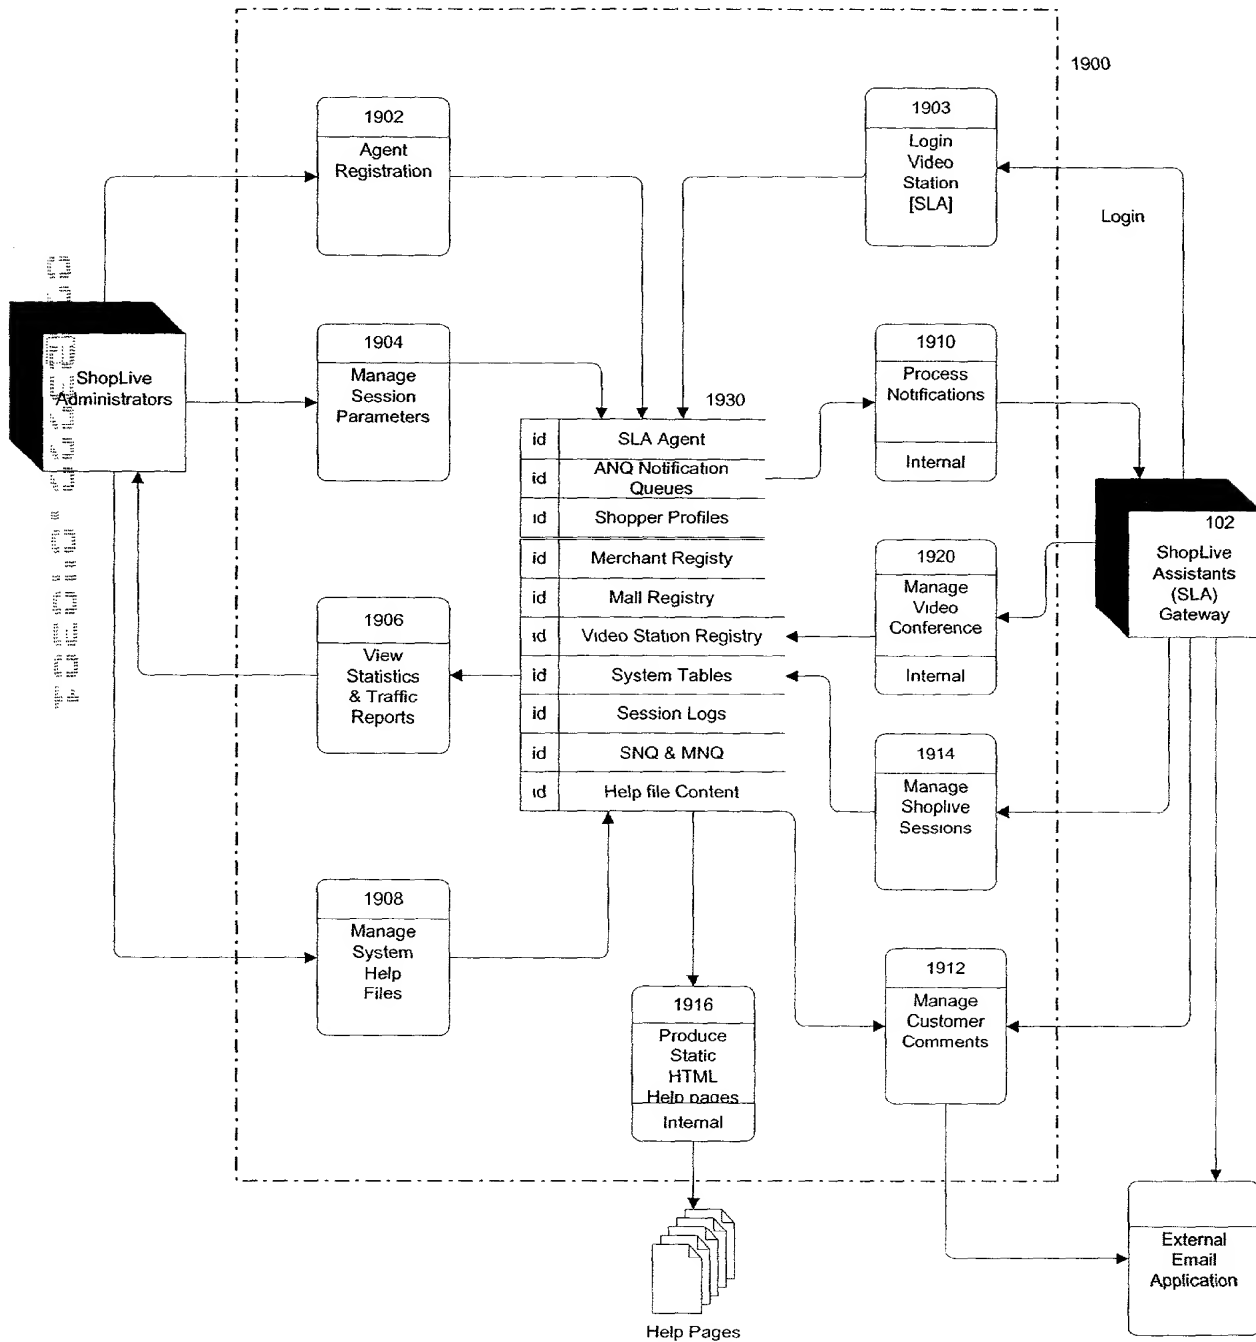 1900
1902
Agent
Registration
1903
Login
Video
Station
[SLA]
Login
ShopLive
Administrators
1904
Manage
Session
Parameters
1910
Process
Notifications
Internal
1930
id SLA Agent
id ANQ Notification
Queues
id Shopper Profiles
id Merchant Registy
id Mall Registry
id Video Station Registry
id System Tables
id Session Logs
id SNQ & MNQ
id Help file Content
102
ShopLive
Assistants
(SLA)
Gateway
1920
Manage
Video
Conference
Internal
1906
View
Statistics
& Traffic
Reports
1914
Manage
Shoplive
Sessions
1908
Manage
System
Help
Files
1912
Manage
Customer
Comments
1916
Produce
Static
HTML
Help pages
Internal
External
Email
Application
Help Pages